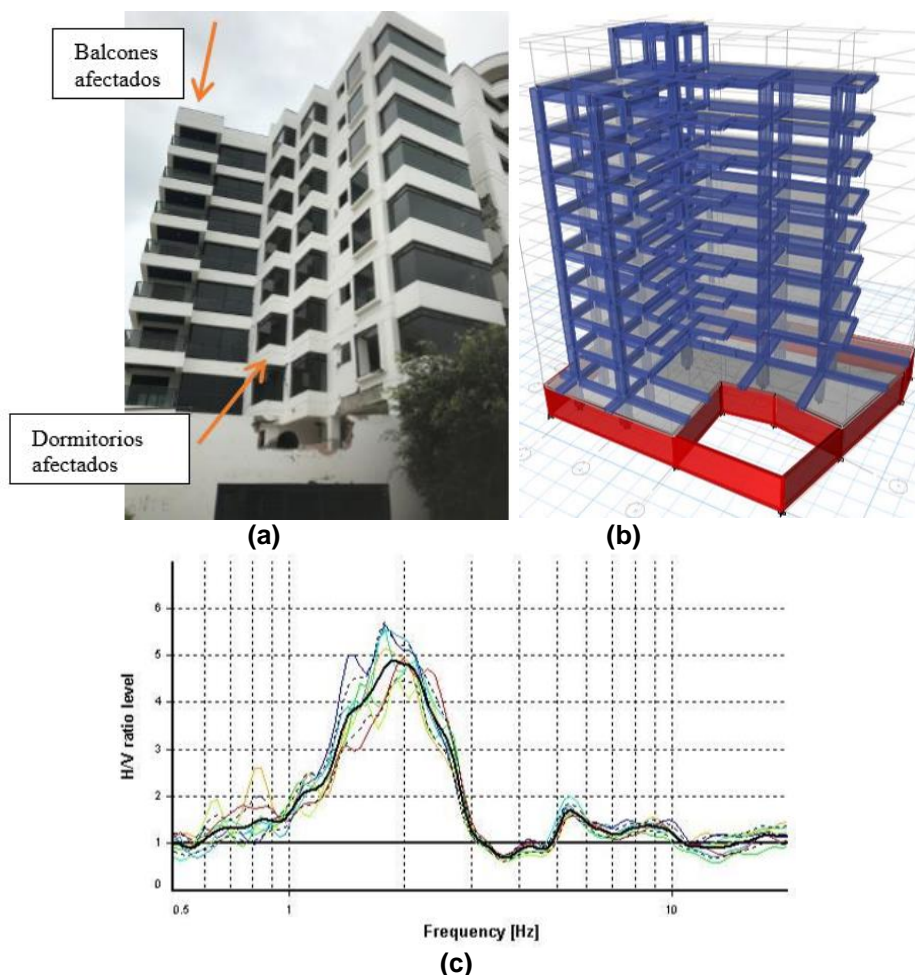 Balcones
afectados
Dormitorios
afectados
(a)
(b)
H/V ratio level
6
5
4
3
2
1
0
0.5
1
10
Frequency [Hz]
(c)